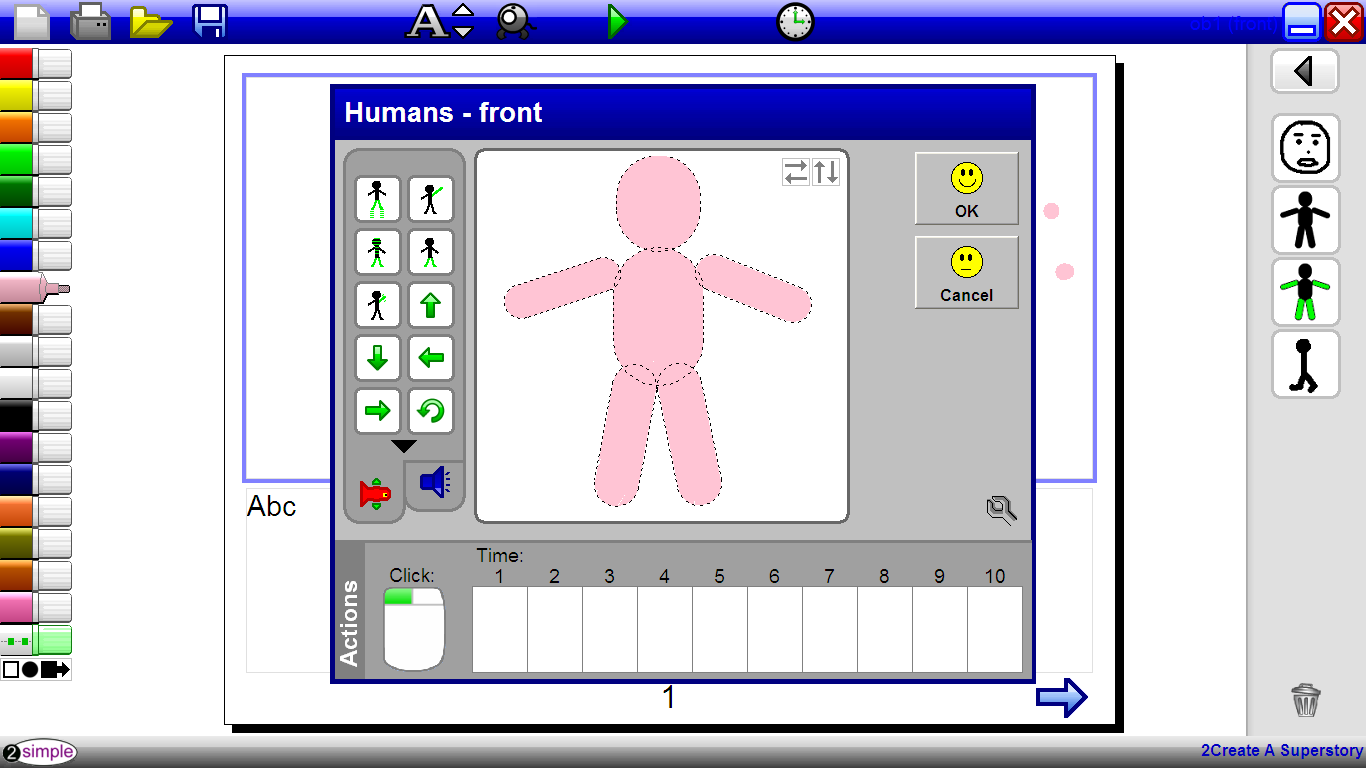 Humans - front
OK
Cancel
Abc
Time:
Click:
1 2 3 4 5 6 7 8 9 10
Actions
1
2simple
2Create A Superstory